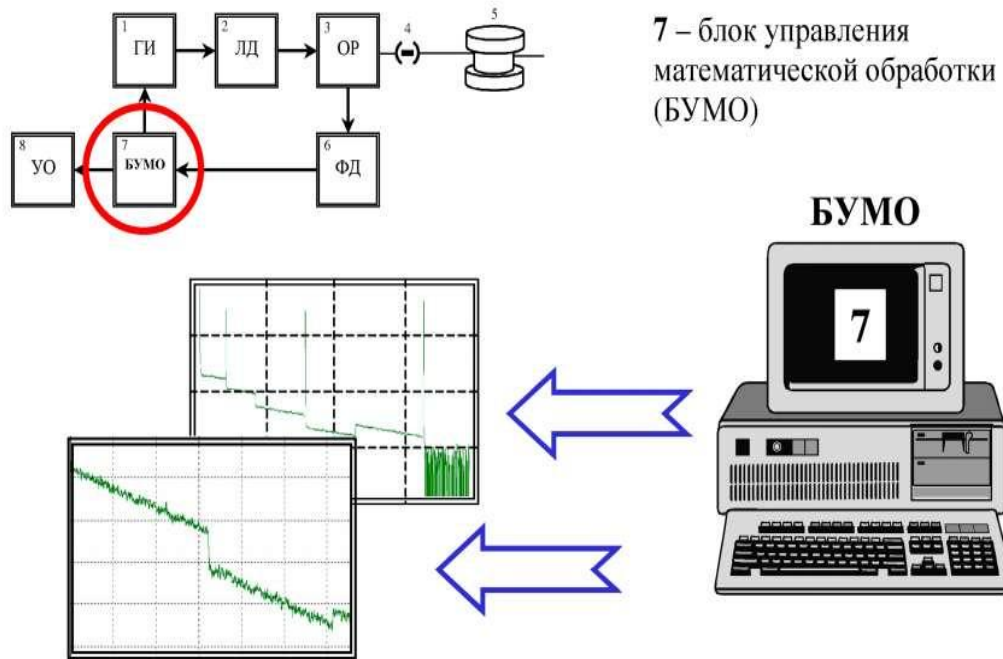 1
ГИ
2
ЛД
3
ОР
4
5
8
УО
7
БУМО
6
ФД
7 – блок управления
математической обработки
(БУМО)
БУМО
7